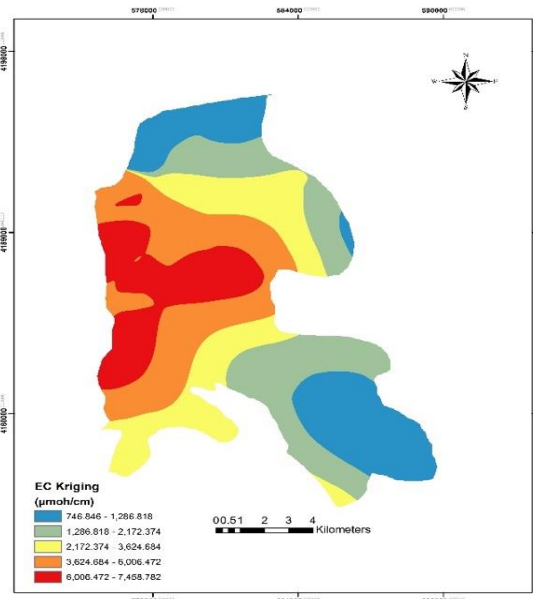 578000 584000 590000
N
W E
S
4198000
4189000
EC Kriging
(µmoh/cm)
746.846 - 1,286.818
1,286.818 - 2,172.374
2,172.374 - 3,624.684
3,624.684 - 6,006.472
6,006.472 - 7,458.782
00.51 2 3 4
Kilometers